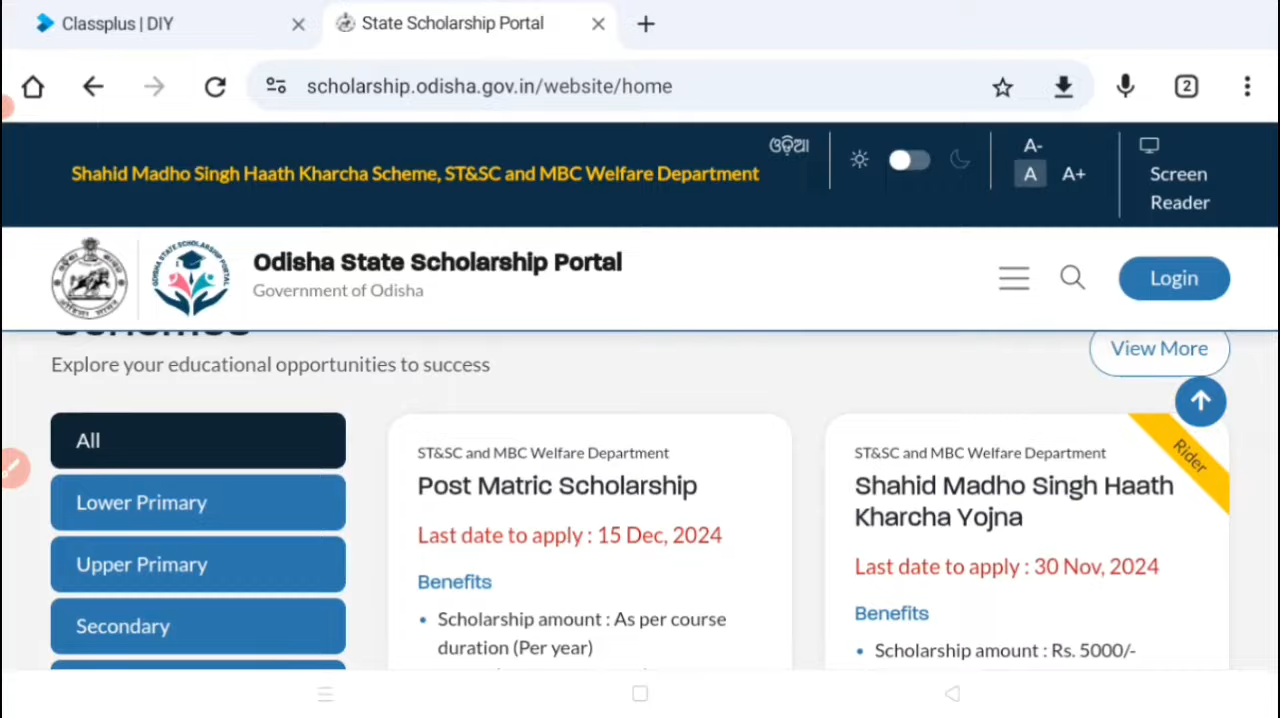 Classplus | DIY
State Scholarship Portal
scholarship.odisha.gov.in/website/home
2
Shahid Madho Singh Haath Kharcha Scheme, ST&SC and MBC Welfare Department
ଓଡ଼ିଆ
A-
A
A+
Screen
Reader
Odisha State Scholarship Portal
Government of Odisha
Login
Explore your educational opportunities to success
View More
All
Lower Primary
Upper Primary
Secondary
ST&SC and MBC Welfare Department
Post Matric Scholarship
Last date to apply : 15 Dec, 2024
Benefits
• Scholarship amount : As per course
duration (Per year)
Rider
ST&SC and MBC Welfare Department
Shahid Madho Singh Haath
Kharcha Yojna
Last date to apply : 30 Nov, 2024
Benefits
• Scholarship amount : Rs. 5000/-